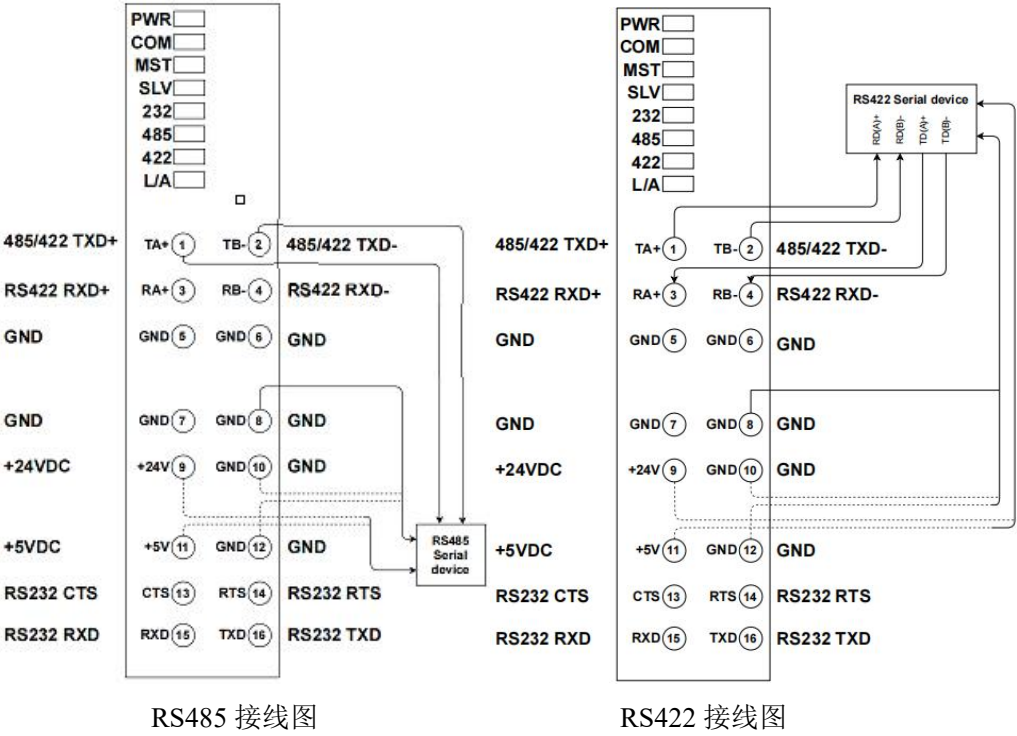 PWR
COM
MST
SLV
232
485
422
L/A
485/422 TXD+ TA+ 1 TB- 2 485/422 TXD-
RS422 RXD+ RA+ 3 RB- 4 RS422 RXD-
GND GND 5 GND 6 GND
GND GND 7 GND 8 GND
+24VDC +24V 9 GND 10 GND
+5VDC +5V 11 GND 12 GND
RS232 CTS CTS 13 RTS 14 RS232 RTS
RS232 RXD RXD 15 TXD 16 RS232 TXD
RS485
Serial
device
RS485 接线图
PWR
COM
MST
SLV
232
485
422
L/A
RS422 Serial device
RD(A)+
RD(B)-
TD(A)+
TD(B)-
485/422 TXD+ TA+ 1 TB- 2 485/422 TXD-
RS422 RXD+ RA+ 3 RB- 4 RS422 RXD-
GND GND 5 GND 6 GND
GND GND 7 GND 8 GND
+24VDC +24V 9 GND 10 GND
+5VDC +5V 11 GND 12 GND
RS232 CTS CTS 13 RTS 14 RS232 RTS
RS232 RXD RXD 15 TXD 16 RS232 TXD
RS422 接线图